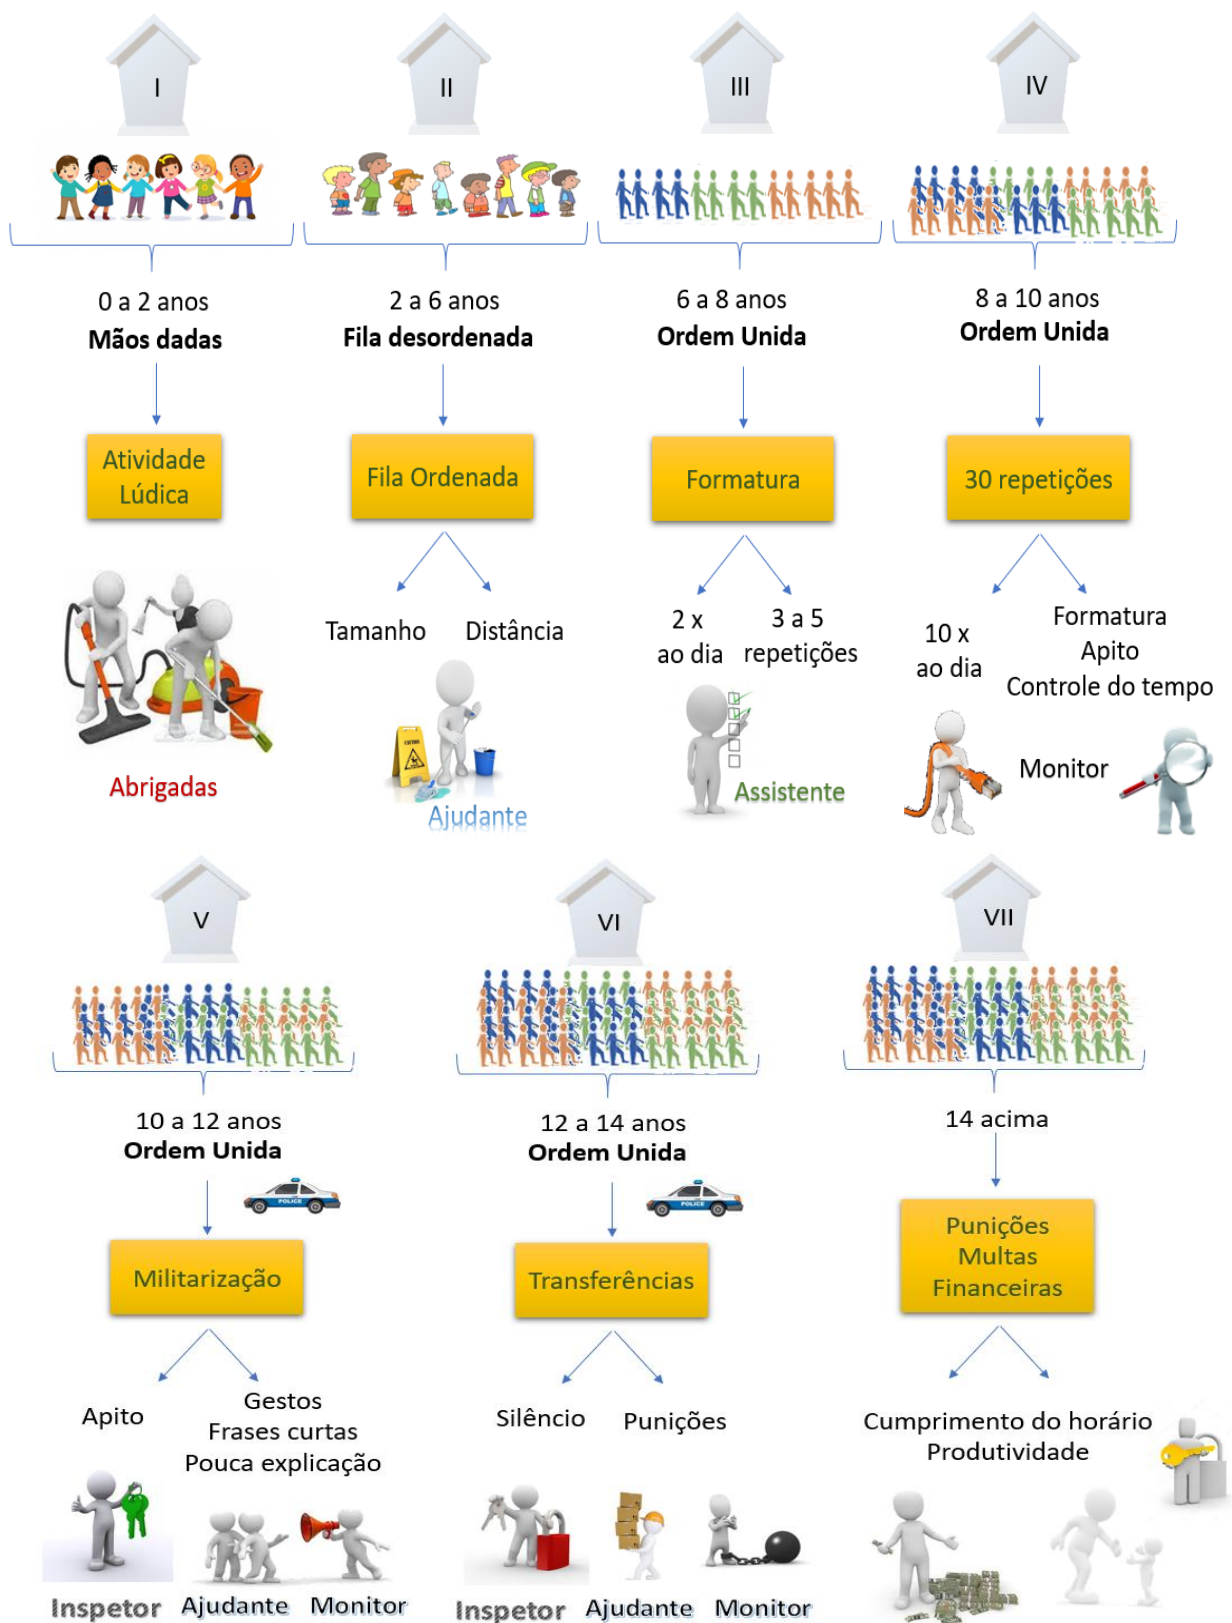 I
II
III
IV
0 a 2 anos
Mãos dadas
2 a 6 anos
Fila desordenada
6 a 8 anos
Ordem Unida
8 a 10 anos
Ordem Unida
Atividade
Lúdica
Fila Ordenada
Formatura
30 repetições
Tamanho
Distância
2 x
ao dia
3 a 5
repetições
10 x
ao dia
Formatura
Apito
Controle do tempo
Abrigadas
CAUTION
Ajudante
Assistente
Monitor
V
VI
VII
10 a 12 anos
Ordem Unida
12 a 14 anos
Ordem Unida
14 acima
POLICE
POLICE
Militarização
Transferências
Punições
Multas
Financeiras
Apito
Gestos
Frases curtas
Pouca explicação
Silêncio
Punições
Cumprimento do horário
Produtividade
Inspetor
Ajudante
Monitor
Inspetor
Ajudante
Monitor